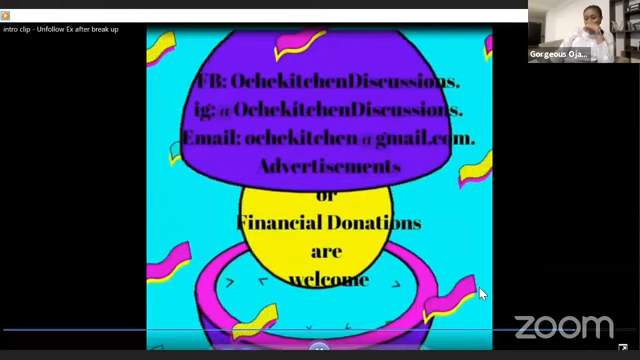 intro clip - Unfollow Ex after break up
Gorgeous Oja...
FB: OchekitchenDiscussions.
ig:@OchekitchenDiscussions.
Email: ochekitchen@gmail.com.
Advertisements
or
Financial Donations
are
welcome
zoom